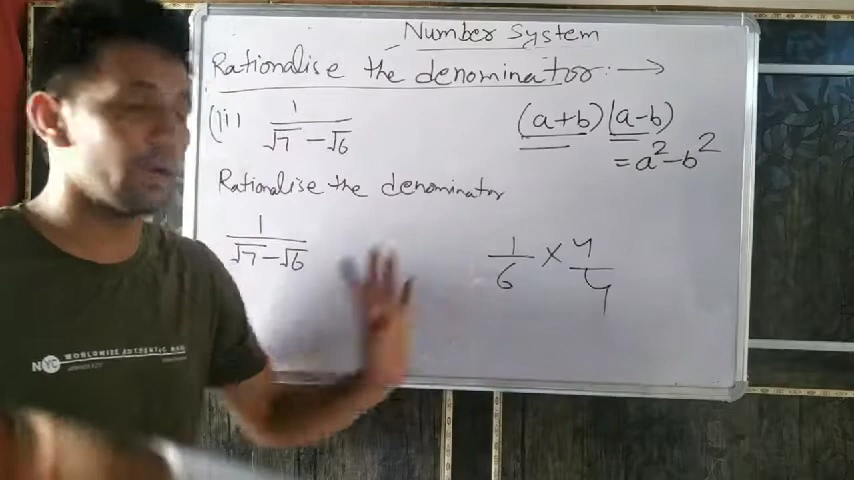 Number System
Rationalise the denominator :→
(iii) 1/(√7 - √6)
(a+b)(a-b)
= a² - b²
Rationalise the denominator
1/(√7 - √6)
1/6 × 4/4
NYC WORLDWIDE AUTHENTIC